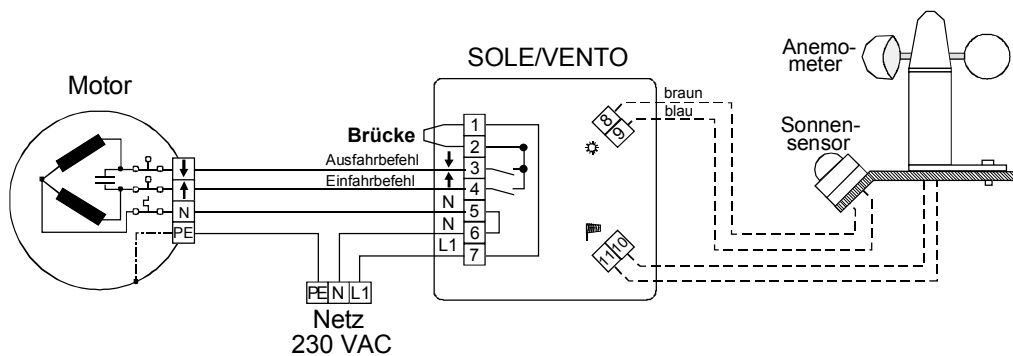 SOLE/VENTO
Motor
Anemo-
meter
Sonnen-
sensor
braun
blau
8
9
Brücke
1
2
Ausfahrbefehl
3
Einfahrbefehl
4
N
N
5
N
6
L1
7
PE
11
10
PE N L1
Netz
230 VAC